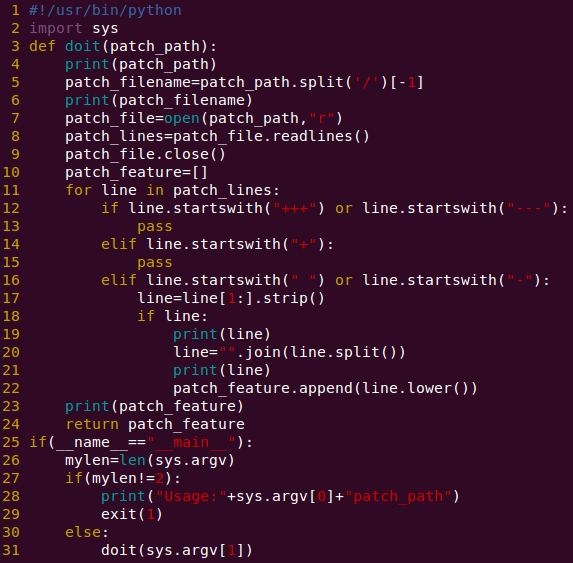 1 #!/usr/bin/python
2 import sys
3 def doit(patch_path):
4     print(patch_path)
5     patch_filename=patch_path.split('/')[-1]
6     print(patch_filename)
7     patch_file=open(patch_path,"r")
8     patch_lines=patch_file.readlines()
9     patch_file.close()
10     patch_feature=[]
11     for line in patch_lines:
12         if line.startswith("+++") or line.startswith("---"):
13             pass
14         elif line.startswith("+"):
15             pass
16         elif line.startswith(" ") or line.startswith("-"):
17             line=line[1:].strip()
18             if line:
19                 print(line)
20                 line="".join(line.split())
21                 print(line)
22                 patch_feature.append(line.lower())
23     print(patch_feature)
24     return patch_feature
25 if(__name__=="__main__"):
26     mylen=len(sys.argv)
27     if(mylen!=2):
28         print("Usage:"+sys.argv[0]+"patch_path")
29         exit(1)
30     else:
31         doit(sys.argv[1])